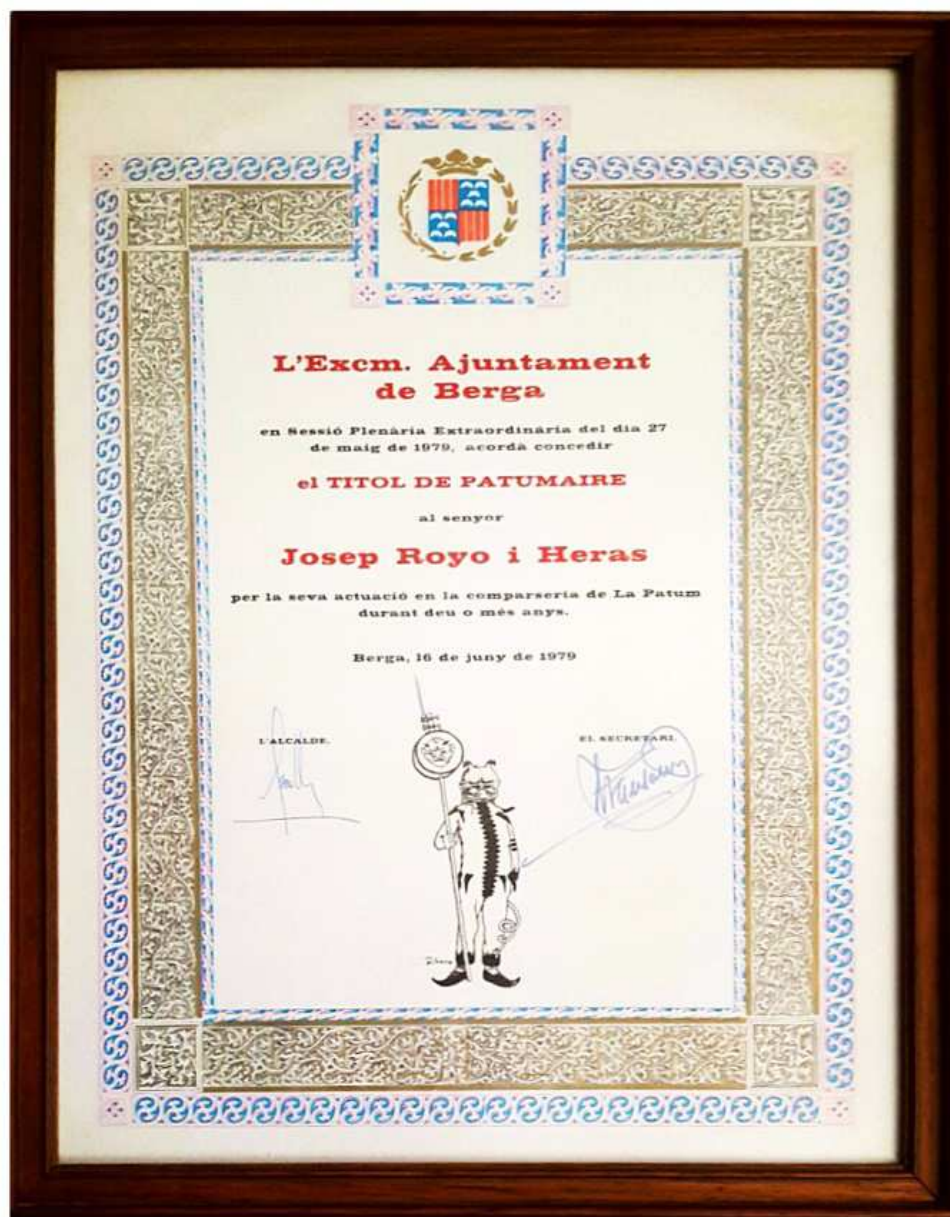 L'Excm. Ajuntament
de Berga
en Sessió Plenària Extraordinària del dia 27
de maig de 1979, acordà concedir
el TITOL DE PATUMAIRE
al senyor
Josep Royo i Heras
per la seva actuació en la comparseria de La Patum
durant deu o més anys.
Berga, 16 de juny de 1979
L'ALCALDE,
EL SECRETARI,